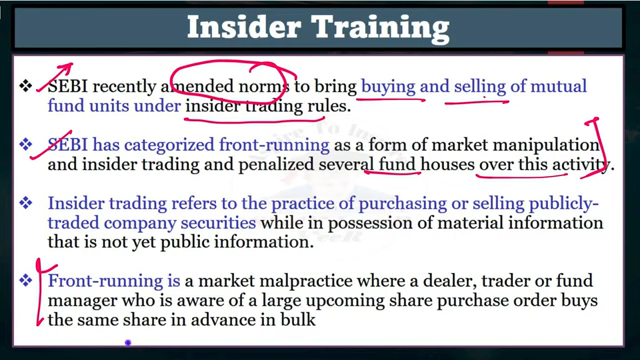 Insider Training
❖ SEBI recently amended norms to bring buying and selling of mutual
fund units under insider trading rules.
❖ SEBI has categorized front-running as a form of market manipulation
and insider trading and penalized several fund houses over this activity.
❖ Insider trading refers to the practice of purchasing or selling publicly-
traded company securities while in possession of material information
that is not yet public information.
❖ Front-running is a market malpractice where a dealer, trader or fund
manager who is aware of a large upcoming share purchase order buys
the same share in advance in bulk